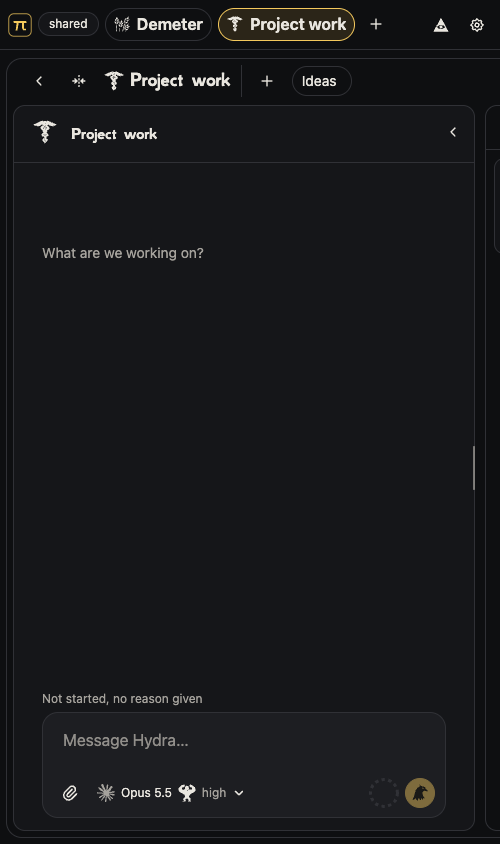 π shared Demeter Project work
Project work Ideas
Project work
What are we working on?
Not started, no reason given
Message Hydra...
Opus 5.5 high